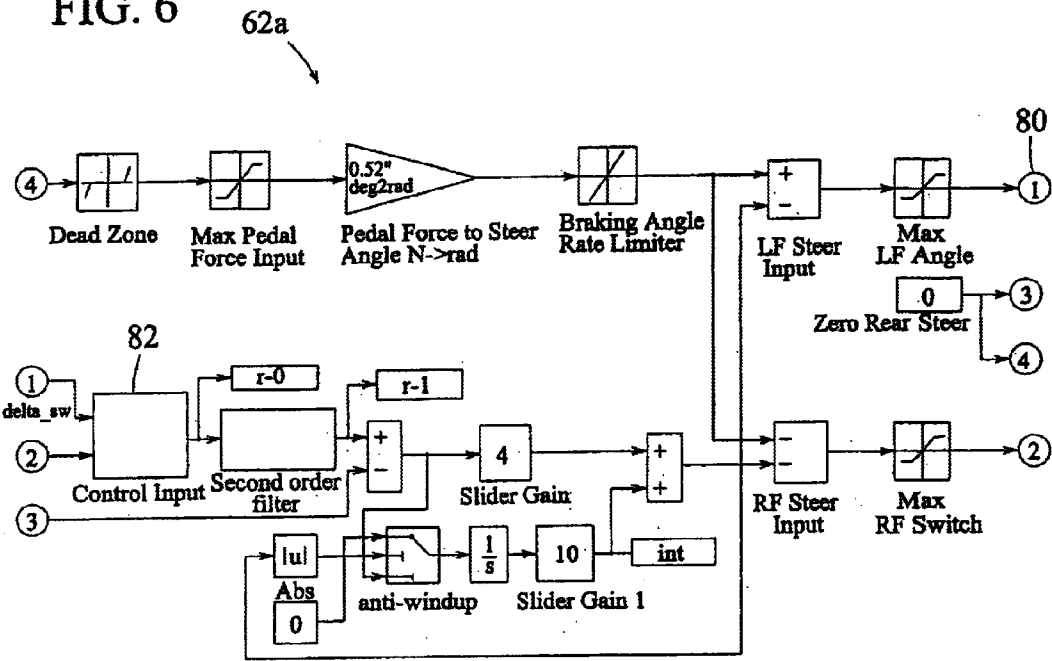 FIG. 6
62a
80
4
0.52"
deg2rad
+
−
1
Dead Zone
Max Pedal
Force Input
Pedal Force to Steer
Angle N->rad
Braking Angle
Rate Limiter
LF Steer
Input
Max
LF Angle
0
3
Zero Rear Steer
4
82
1
r-0
r-1
delta_sw
2
+
−
4
+
+
−
−
2
Control Input
Second order
filter
Slider Gain
RF Steer
Input
Max
RF Switch
3
|u|
1
s
10
int
Abs
anti-windup
Slider Gain 1
0